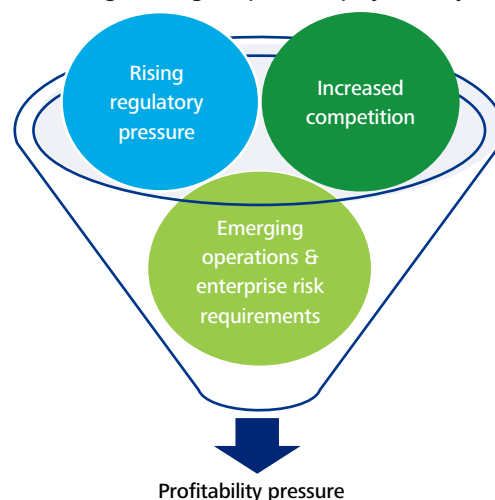 Rising
regulatory
pressure
Increased
competition
Emerging
operations &
enterprise risk
requirements
Profitability pressure